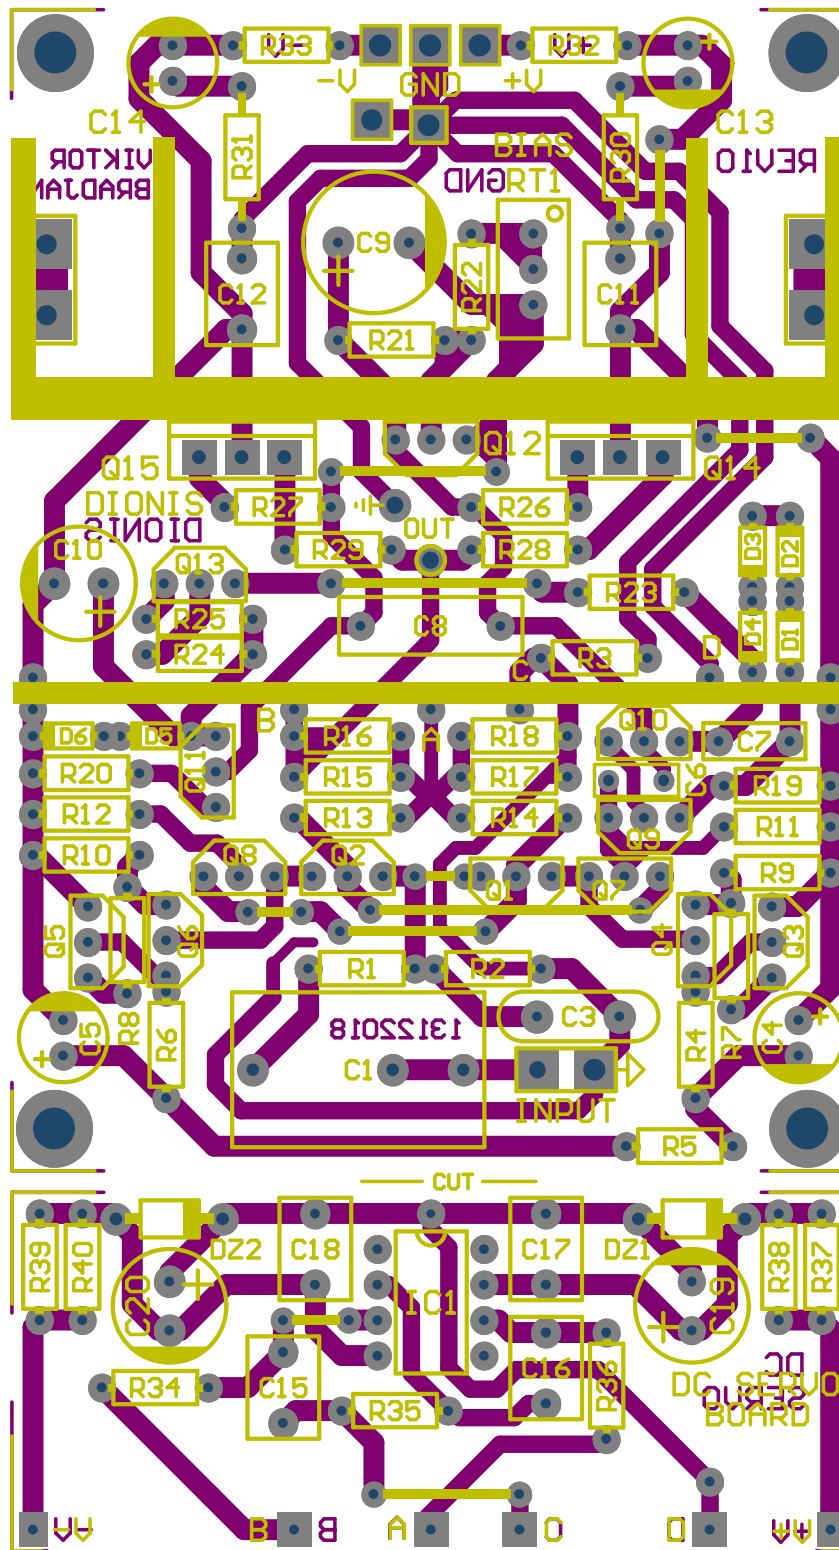 R33 -V R32 +V
-V GND +V
C14 C13
BIAS
R31 R30
VIKTOR
BRADJAN
REV10
GND RT1
C9
R22
C12 C11
R21
Q12
Q15 Q14
DIONIS
DIONIS
R27 R26
OUT
R29 R28
C10
Q13
D3 D2
R23
R25
C8
D4 D1
R24
R3
D
C
B
A
D6 D5
R16 R18
Q10
C7
Q11
R20
R15 R17
C6
R19
R12
R13 R14
Q9
R11
R10
Q8 Q2
Q1 Q7
R9
Q5 Q6
Q4 Q3
R1 R2
R8 R6
C5
13122018
C3
R4 R7 C4
C1
INPUT
R5
CUT
R39 R40
DZ2 C18
C17 DZ1
R38 R37
C20
IC1
C19
R34
C15
C16 R36
R35
DC
SERVO
DC SERVO
BOARD
-V -V B B A C D +V +V